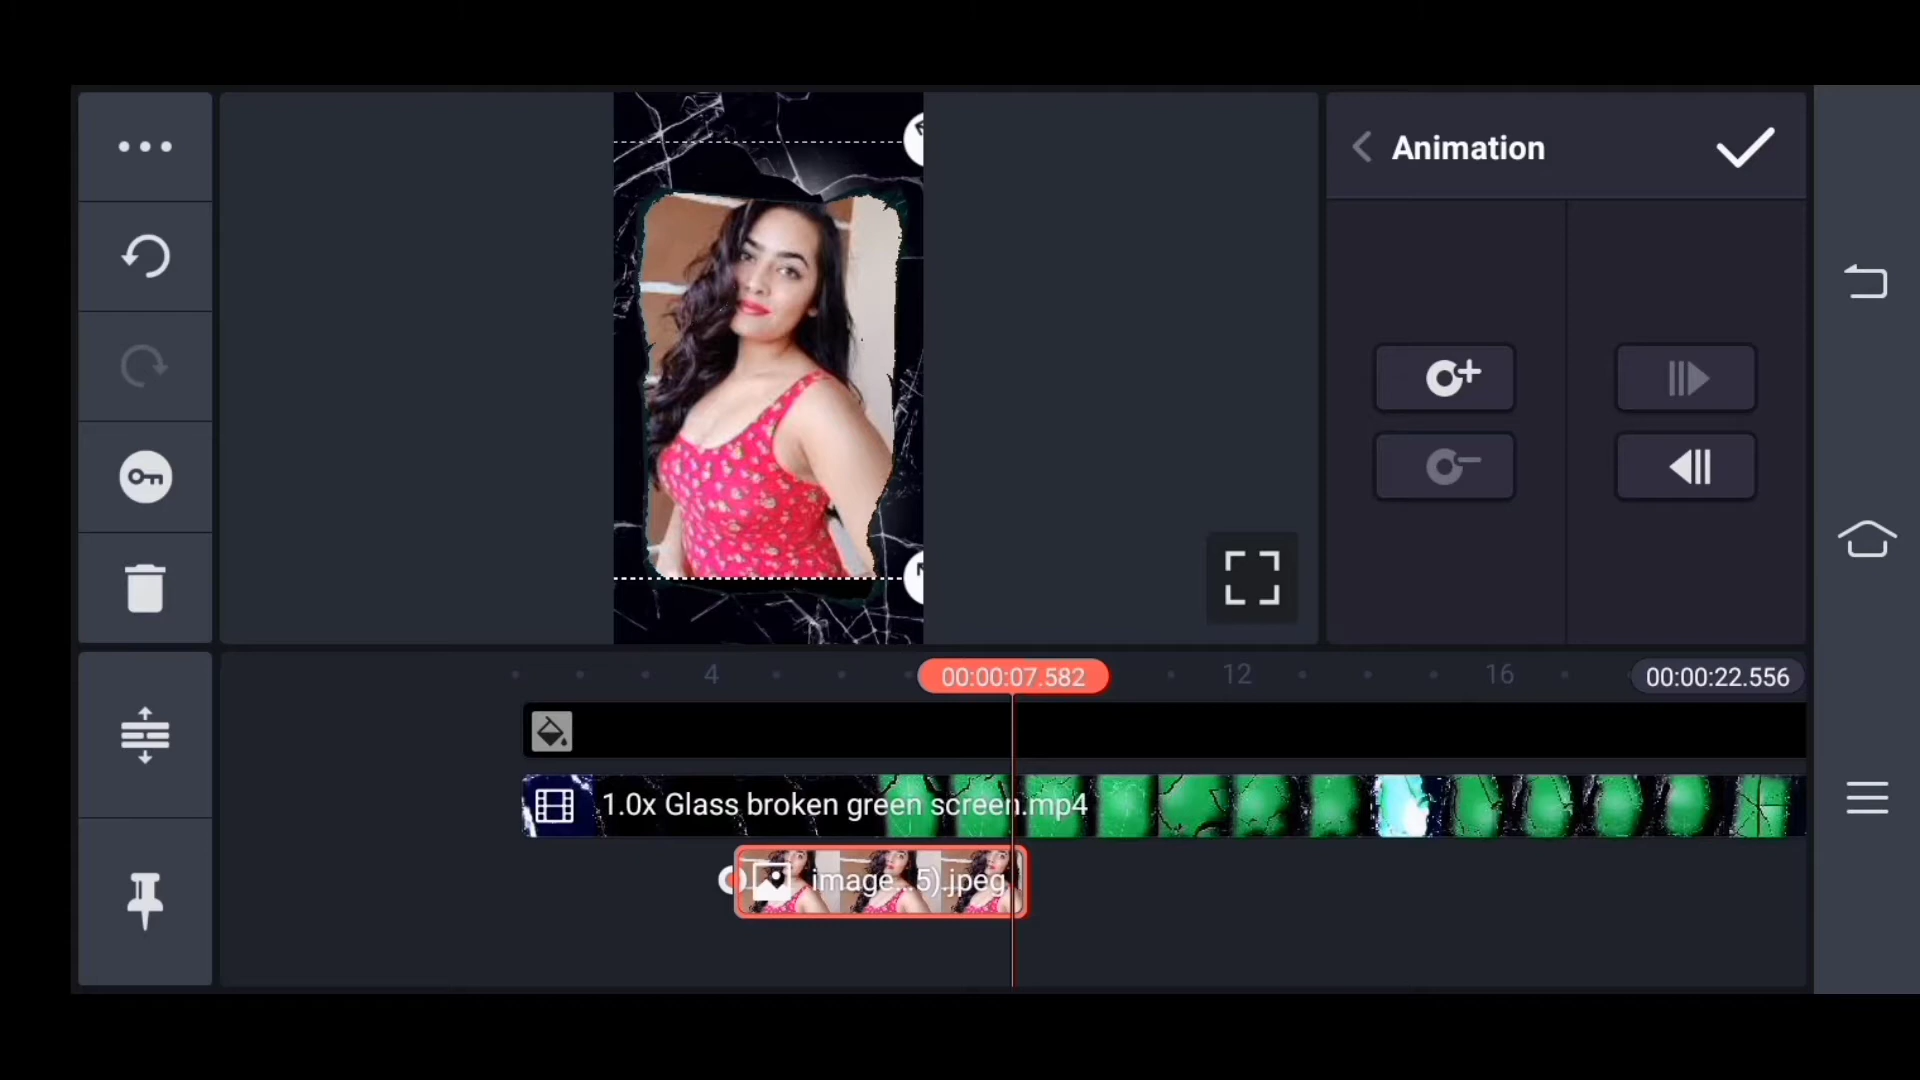 Animation
4
00:00:07.582
12
16
00:00:22.556
1.0x Glass broken green screen.mp4
image...5).jpeg